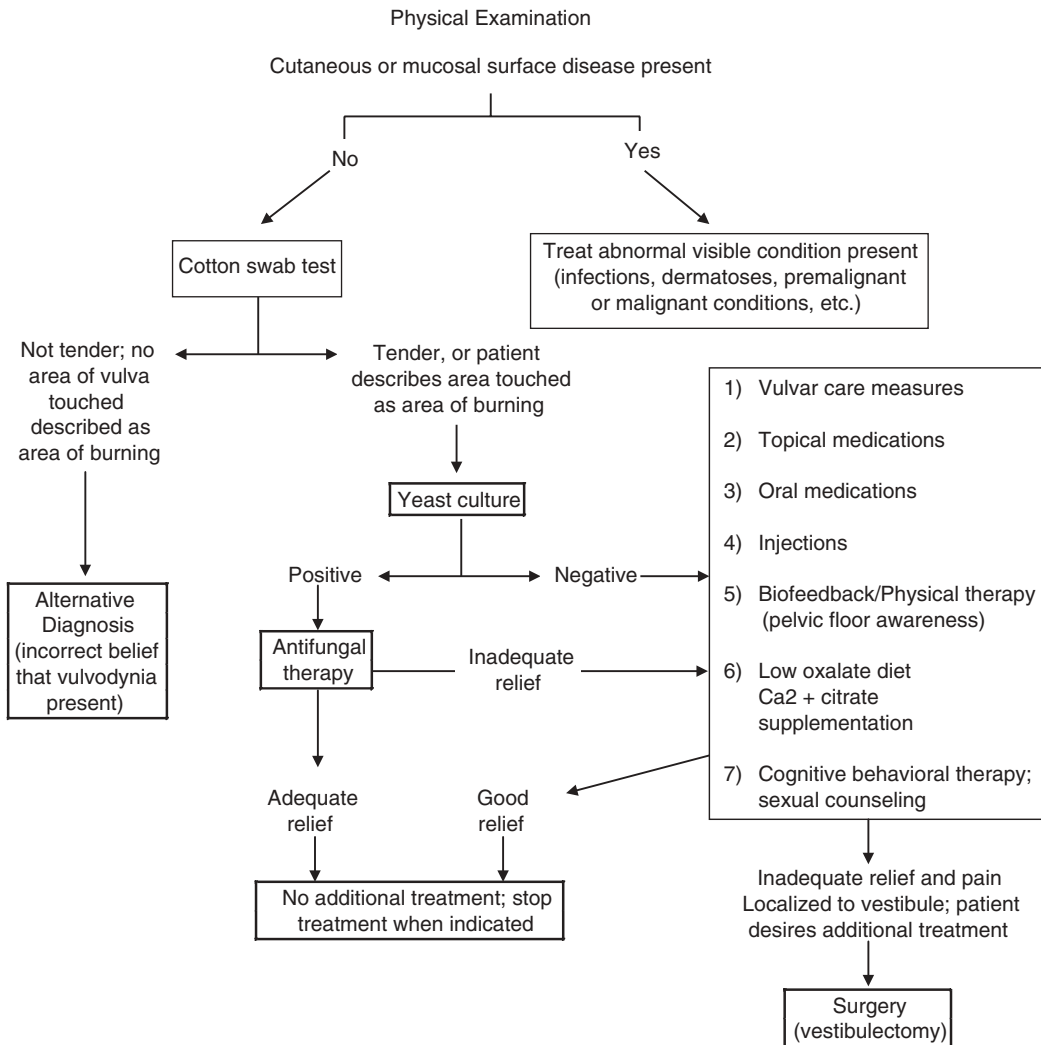 Physical Examination
Cutaneous or mucosal surface disease present
No
Yes
Cotton swab test
Treat abnormal visible condition present
(infections, dermatoses, premalignant
or malignant conditions, etc.)
Not tender; no
area of vulva
touched
described as
area of burning
Tender, or patient
describes area touched
as area of burning
Yeast culture
Positive
Negative
Alternative
Diagnosis
(incorrect belief
that vulvodynia
present)
Antifungal
therapy
Inadequate
relief
1) Vulvar care measures
2) Topical medications
3) Oral medications
4) Injections
5) Biofeedback/Physical therapy
(pelvic floor awareness)
6) Low oxalate diet
Ca2 + citrate
supplementation
7) Cognitive behavioral therapy;
sexual counseling
Adequate
relief
Good
relief
No additional treatment; stop
treatment when indicated
Inadequate relief and pain
Localized to vestibule; patient
desires additional treatment
Surgery
(vestibulectomy)